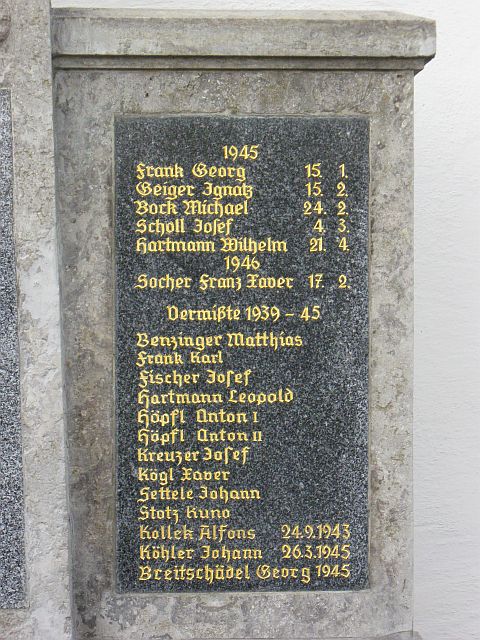 1945
Frank Georg 15. 1.
Geiger Ignatz 15. 2.
Bock Michael 24. 2.
Scholl Josef 4. 3.
Hartmann Wilhelm 21. 4.
1946
Socher Franz Xaver 17. 2.
Vermißte 1939 – 45.
Benzinger Matthias
Frank Karl
Fischer Josef
Hartmann Leopold
Höpfl Anton I
Höpfl Anton II
Kreuzer Josef
Kögl Xaver
Settele Johann
Stotz Kuno
Kollek Alfons 24.9.1943
Köhler Johann 26.3.1945
Breitschädel Georg 1945